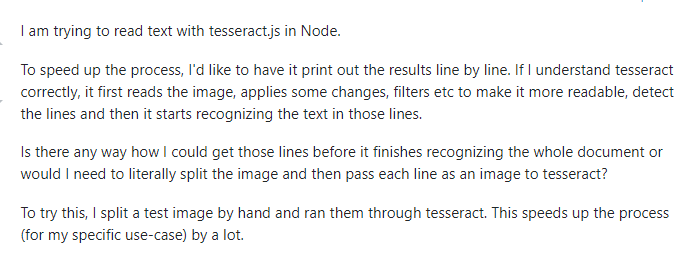 I am trying to read text with tesseract.js in Node.
To speed up the process, I'd like to have it print out the results line by line. If I understand tesseract
correctly, it first reads the image, applies some changes, filters etc to make it more readable, detect
the lines and then it starts recognizing the text in those lines.
Is there any way how I could get those lines before it finishes recognizing the whole document or
would I need to literally split the image and then pass each line as an image to tesseract?
To try this, I split a test image by hand and ran them through tesseract. This speeds up the process
(for my specific use-case) by a lot.